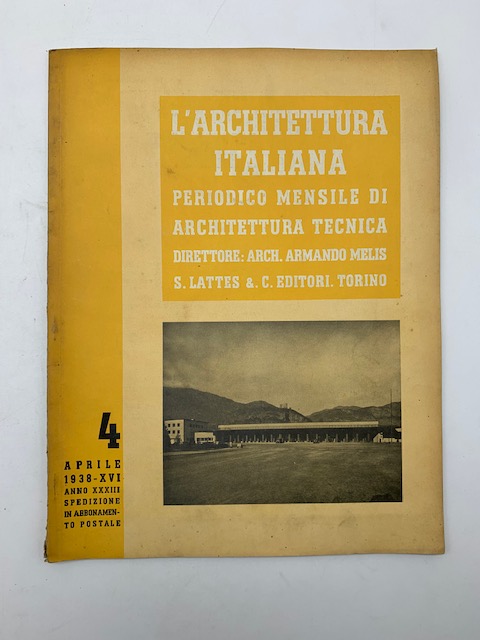 L'ARCHITETTURA
ITALIANA
PERIODICO MENSILE DI
ARCHITETTURA TECNICA
DIRETTORE: ARCH. ARMANDO MELIS
S. LATTES &. C. EDITORI. TORINO
4
APRILE
1938-XVI
ANNO XXXIII
SPEDIZIONE
IN ABBONAMEN-
TO POSTALE